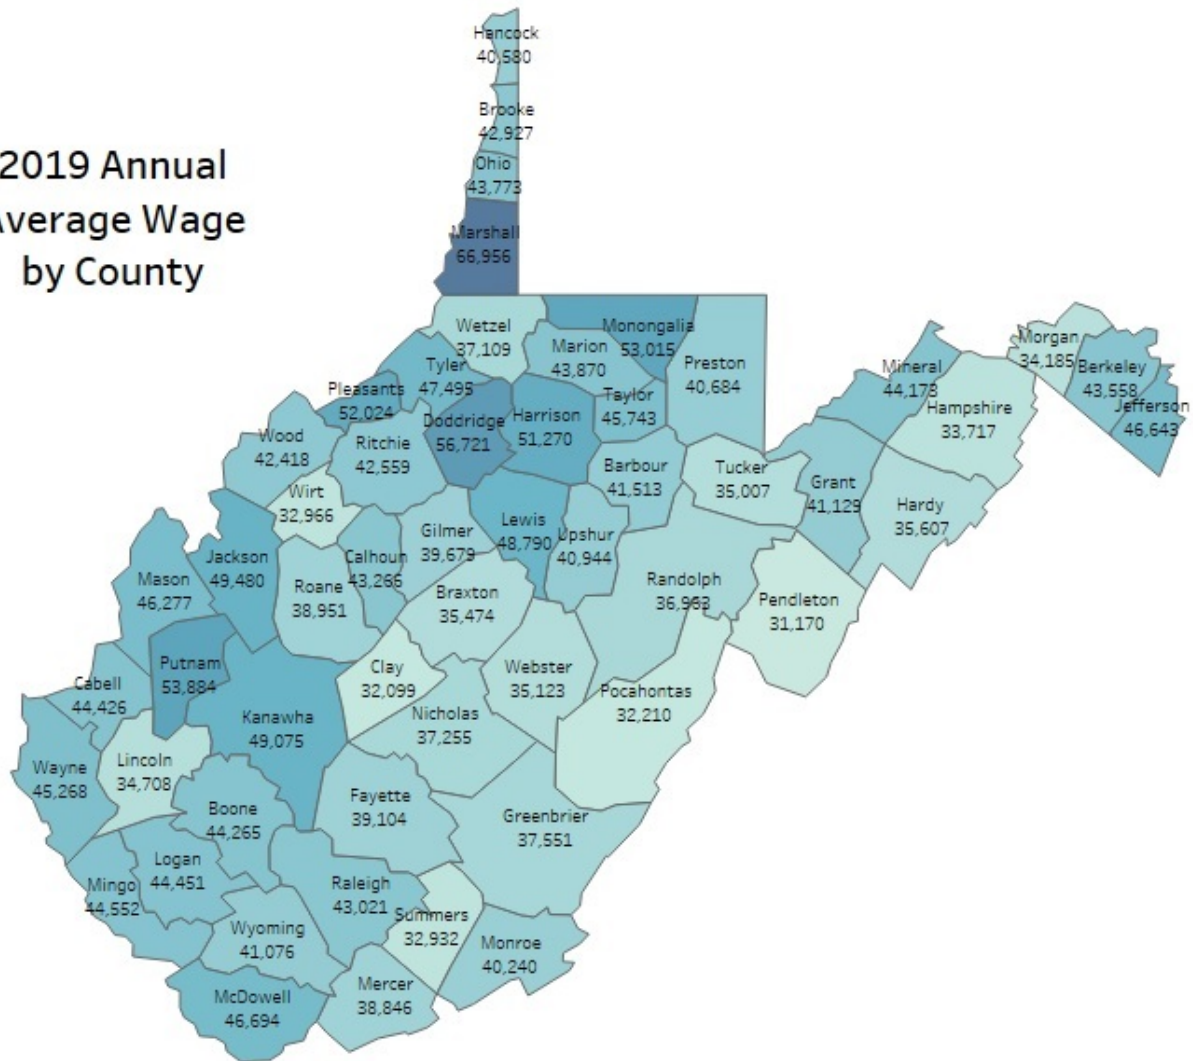 2019 Annual
Average Wage
by County
Hancock
40,580
Brooke
42,927
Ohio
43,773
Marshall
66,956
Wetzel
37,109
Monongalia
53,015
Marion
43,870
Preston
40,684
Tyler
47,495
Pleasants
52,024
Doddridge
56,721
Harrison
51,270
Taylor
45,743
Morgan
34,185
Berkeley
43,558
Jefferson
46,643
Mineral
44,173
Hampshire
33,717
Wood
42,418
Ritchie
42,559
Barbour
41,513
Tucker
35,007
Grant
41,129
Hardy
35,607
Wirt
32,966
Gilmer
39,679
Lewis
48,790
Upshur
40,944
Jackson
49,480
Calhoun
43,266
Mason
46,277
Roane
38,951
Braxton
35,474
Randolph
36,963
Pendleton
31,170
Putnam
53,884
Clay
32,099
Webster
35,123
Pocahontas
32,210
Cabell
44,426
Kanawha
49,075
Nicholas
37,255
Wayne
45,268
Lincoln
34,708
Boone
44,265
Fayette
39,104
Greenbrier
37,551
Logan
44,451
Mingo
44,552
Raleigh
43,021
Summers
32,932
Wyoming
41,076
Monroe
40,240
McDowell
46,694
Mercer
38,846